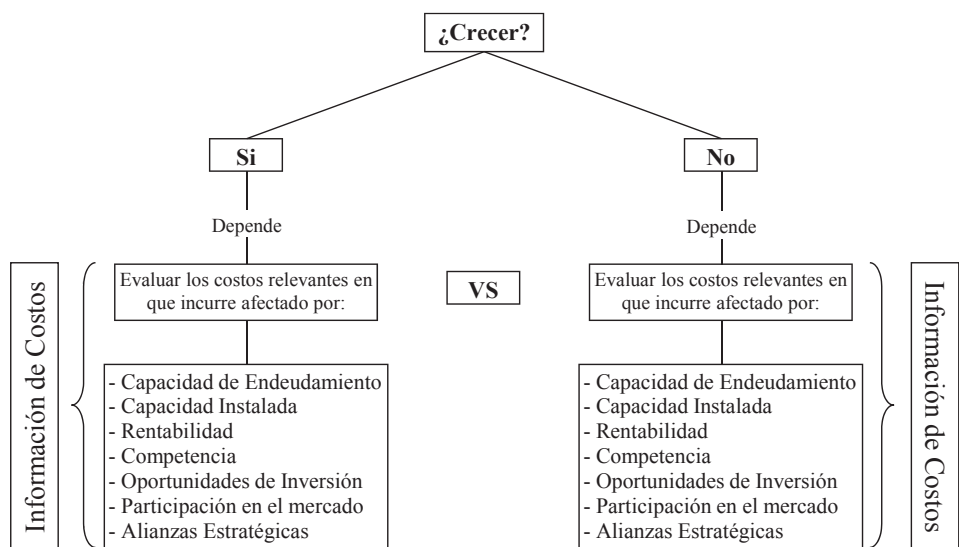 ¿Crecer?
Si
No
Depende
Depende
Información de Costos
Evaluar los costos relevantes en
que incurre afectado por:
VS
Evaluar los costos relevantes en
que incurre afectado por:
Información de Costos
- Capacidad de Endeudamiento
- Capacidad Instalada
- Rentabilidad
- Competencia
- Oportunidades de Inversión
- Participación en el mercado
- Alianzas Estratégicas
- Capacidad de Endeudamiento
- Capacidad Instalada
- Rentabilidad
- Competencia
- Oportunidades de Inversión
- Participación en el mercado
- Alianzas Estratégicas